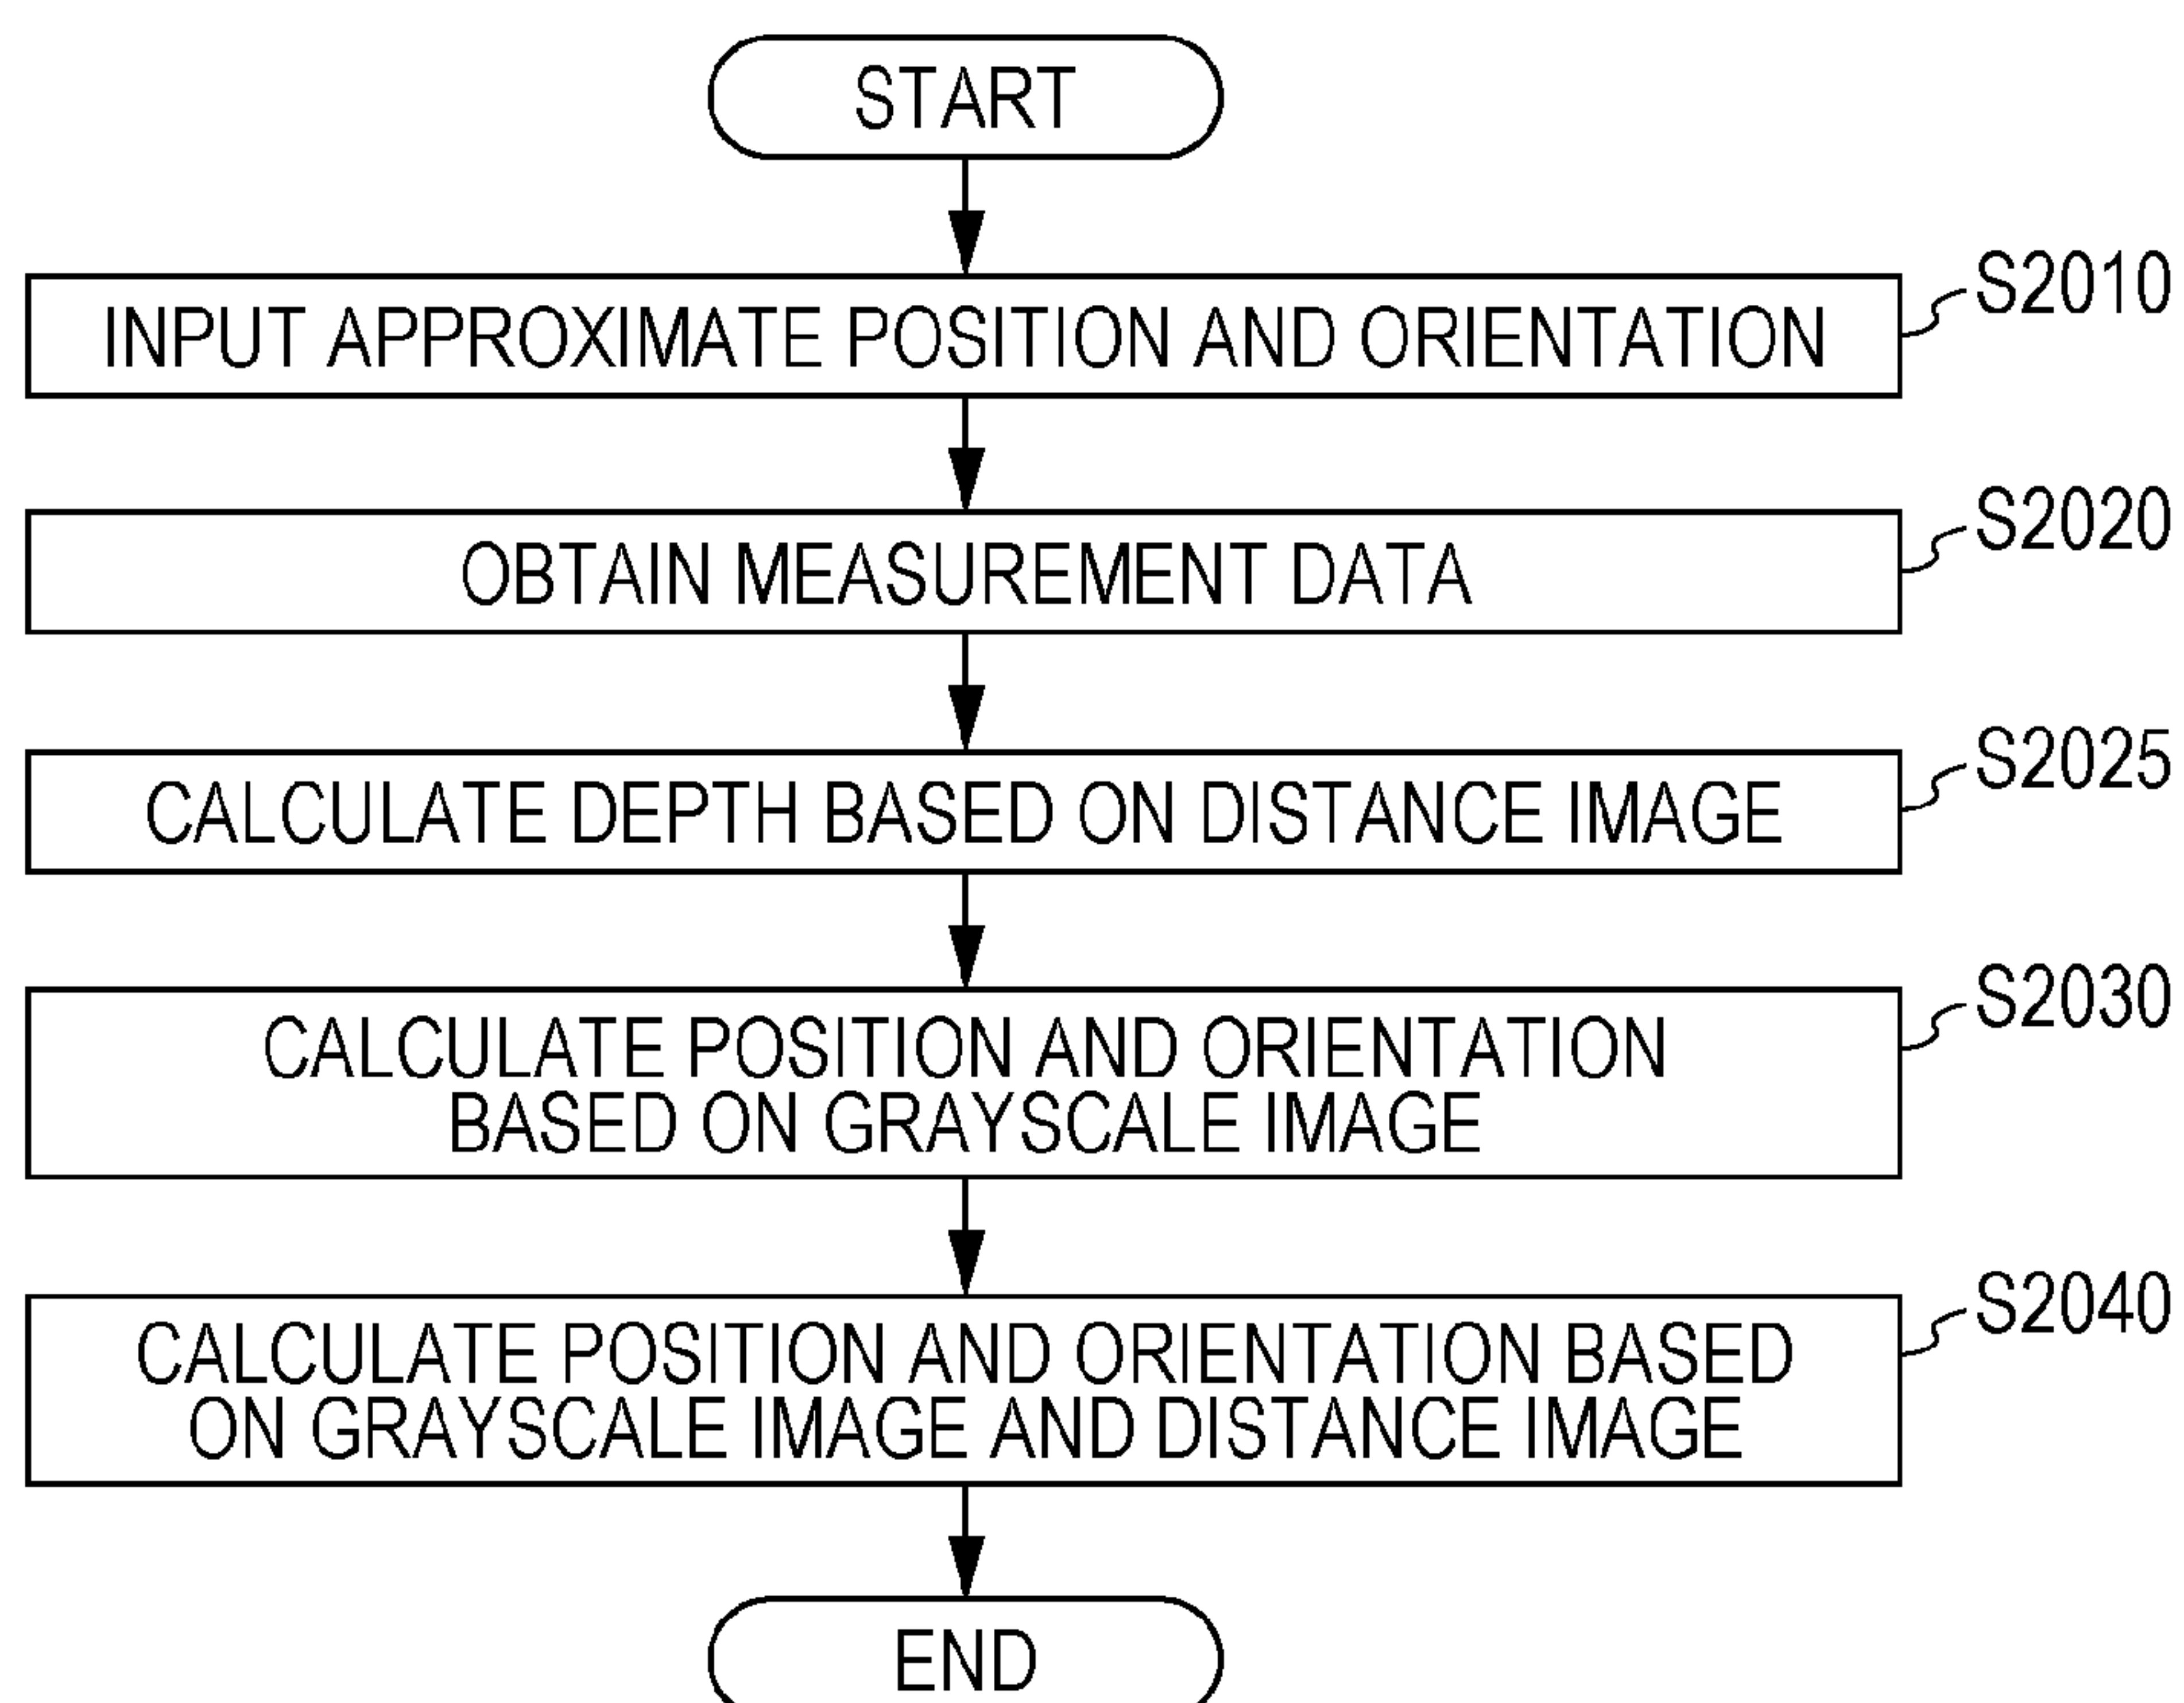 START
INPUT APPROXIMATE POSITION AND ORIENTATION
S2010
OBTAIN MEASUREMENT DATA
S2020
CALCULATE DEPTH BASED ON DISTANCE IMAGE
S2025
CALCULATE POSITION AND ORIENTATION
BASED ON GRAYSCALE IMAGE
S2030
CALCULATE POSITION AND ORIENTATION BASED
ON GRAYSCALE IMAGE AND DISTANCE IMAGE
S2040
END